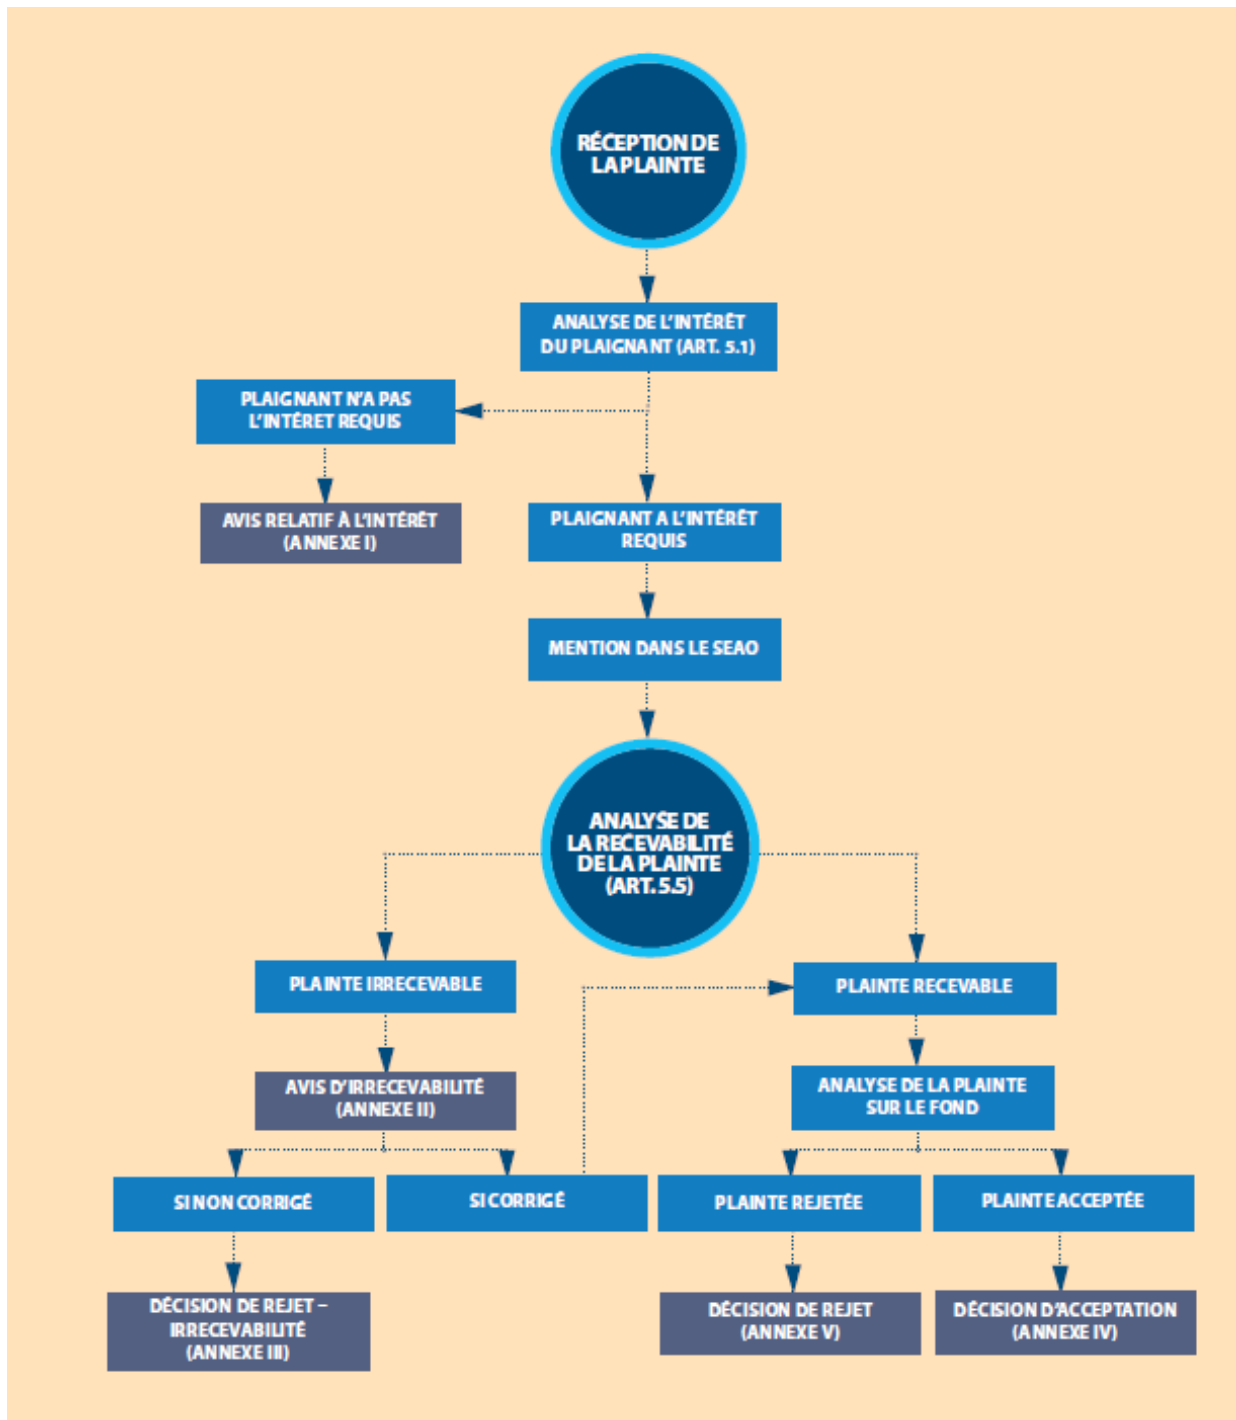 RÉCEPTION DE
LA PLAINTE
ANALYSE DE L'INTÉRÊT
DU PLAIGNANT (ART. 5.1)
PLAIGNANT N'A PAS
L'INTÉRET REQUIS
AVIS RELATIF À L'INTÉRÊT
(ANNEXE I)
PLAIGNANT A L'INTÉRÊT
REQUIS
MENTION DANS LE SEAO
ANALYSE DE
LA RECEVABILITÉ
DE LA PLAINTE
(ART. 5.5)
PLAINTE IRRECEVABLE
PLAINTE RECEVABLE
AVIS D'IRRECEVABILITÉ
(ANNEXE II)
ANALYSE DE LA PLAINTE
SUR LE FOND
SI NON CORRIGÉ
SI CORRIGÉ
PLAINTE REJETÉE
PLAINTE ACCEPTÉE
DÉCISION DE REJET –
IRRECEVABILITÉ
(ANNEXE III)
DÉCISION DE REJET
(ANNEXE V)
DÉCISION D'ACCEPTATION
(ANNEXE IV)